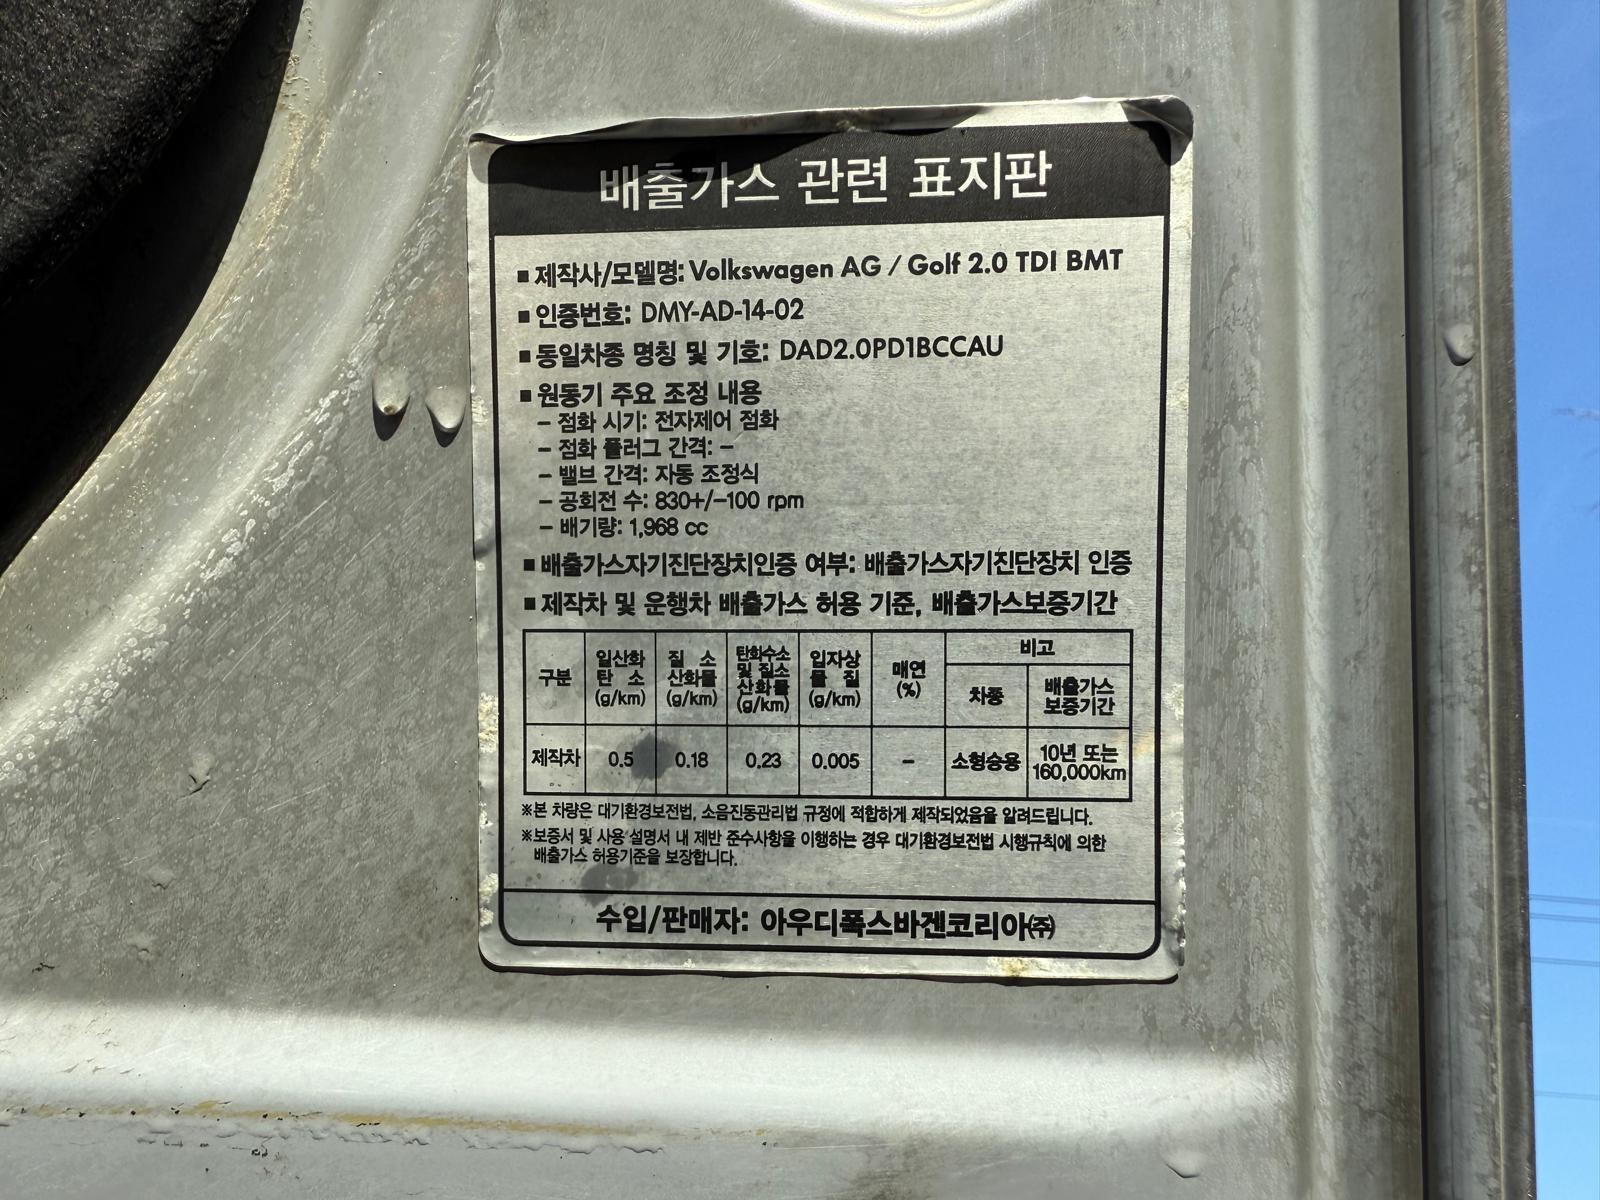 배출가스 관련 표지판
■ 제작사/모델명: Volkswagen AG / Golf 2.0 TDI BMT
■ 인증번호: DMY-AD-14-02
■ 동일차종 명칭 및 기호: DAD2.0PD1BCCAU
■ 원동기 주요 조정 내용
– 점화 시기: 전자제어 점화
– 점화 플러그 간격: –
– 밸브 간격: 자동 조정식
– 공회전 수: 830+/–100 rpm
– 배기량: 1,968 cc
■ 배출가스자기진단장치인증 여부: 배출가스자기진단장치 인증
■ 제작차 및 운행차 배출가스 허용 기준, 배출가스보증기간
구분 일산화탄소(g/km) 질소산화물(g/km) 탄화수소및 질소산화물(g/km) 입자상물질(g/km) 매연(%) 비고
차종 배출가스보증기간
제작차 0.5 0.18 0.23 0.005 – 소형승용 10년 또는160,000km
※본 차량은 대기환경보전법, 소음진동관리법 규정에 적합하게 제작되었음을 알려드립니다.
※보증서 및 사용 설명서 내 제반 준수사항을 이행하는 경우 대기환경보전법 시행규칙에 의한
배출가스 허용기준을 보장합니다.
수입/판매자: 아우디폭스바겐코리아㈜